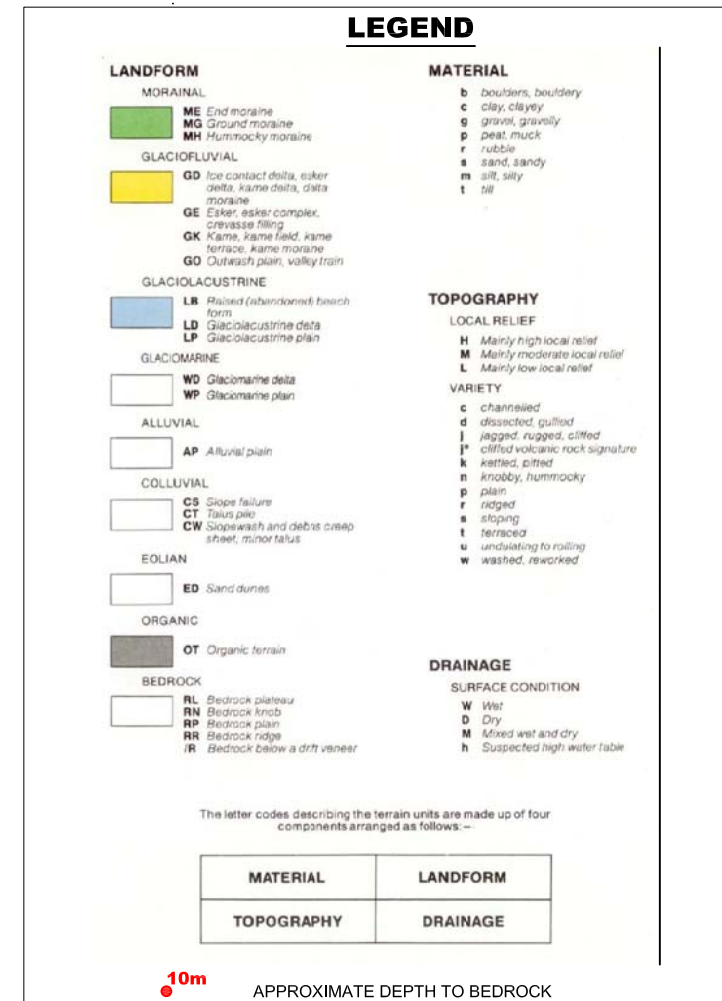 LEGEND
LANDFORM
MORAINAL
ME End moraine
MG Ground moraine
MH Hummocky moraine
GLACIOFLUVIAL
GD Ice contact delta, esker
delta, kame delta, delta
moraine
GE Esker, esker complex,
crevasse filling
GK Kame, kame field, kame
terrace, kame morane
GO Outwash plain, valley train
GLACIOLACUSTRINE
LB Raised (abandoned) beach
form
LD Glaciolacustrine delta
LP Glaciolacustrine plain
GLACIOMARINE
WD Glaciomarine delta
WP Glaciomarine plain
ALLUVIAL
AP Alluvial plain
COLLUVIAL
CS Slope failure
CT Talus pile
CW Slopewash and debris creep
sheet, minor talus
EOLIAN
ED Sand dunes
ORGANIC
OT Organic terrain
BEDROCK
RL Bedrock plateau
RN Bedrock knob
RP Bedrock plain
RR Bedrock ridge
/R Bedrock below a drift veneer
MATERIAL
b boulders, bouldery
c clay, clayey
g gravel, gravelly
p peat, muck
r rubble
s sand, sandy
m silt, silty
t till
TOPOGRAPHY
LOCAL RELIEF
H Mainly high local relief
M Mainly moderate local relief
L Mainly low local relief
VARIETY
c channelled
d dissected, gullied
j jagged, rugged, cliffed
j* cliffed volcanic rock signature
k kettled, pitted
n knobby, hummocky
p plain
r ridged
s sloping
t terraced
u undulating to rolling
w washed, reworked
DRAINAGE
SURFACE CONDITION
W Wet
D Dry
M Mixed wet and dry
h Suspected high water table
The letter codes describing the terrain units are made up of four
components arranged as follows:–
MATERIAL LANDFORM
TOPOGRAPHY DRAINAGE
10m
APPROXIMATE DEPTH TO BEDROCK